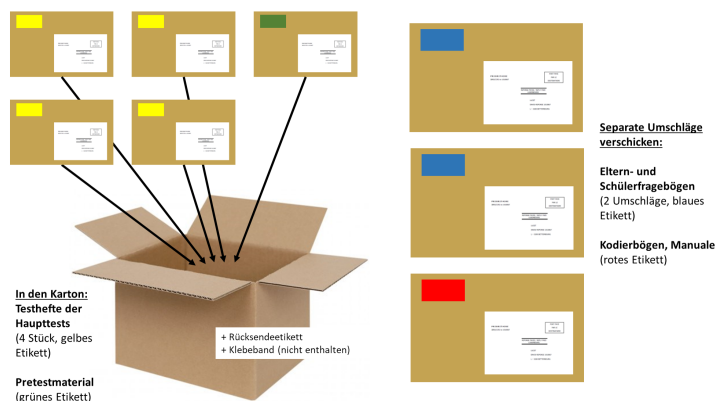 In den Karton:
Testhefte der
Haupttests
(4 Stück, gelbes
Etikett)
Pretestmaterial
(grünes Etikett)
+ Rücksendeetikett
+ Klebeband (nicht enthalten)
Separate Umschläge
verschicken:
Eltern- und
Schülerfragebögen
(2 Umschläge, blaues
Etikett)
Kodierbögen, Manuale
(rotes Etikett)